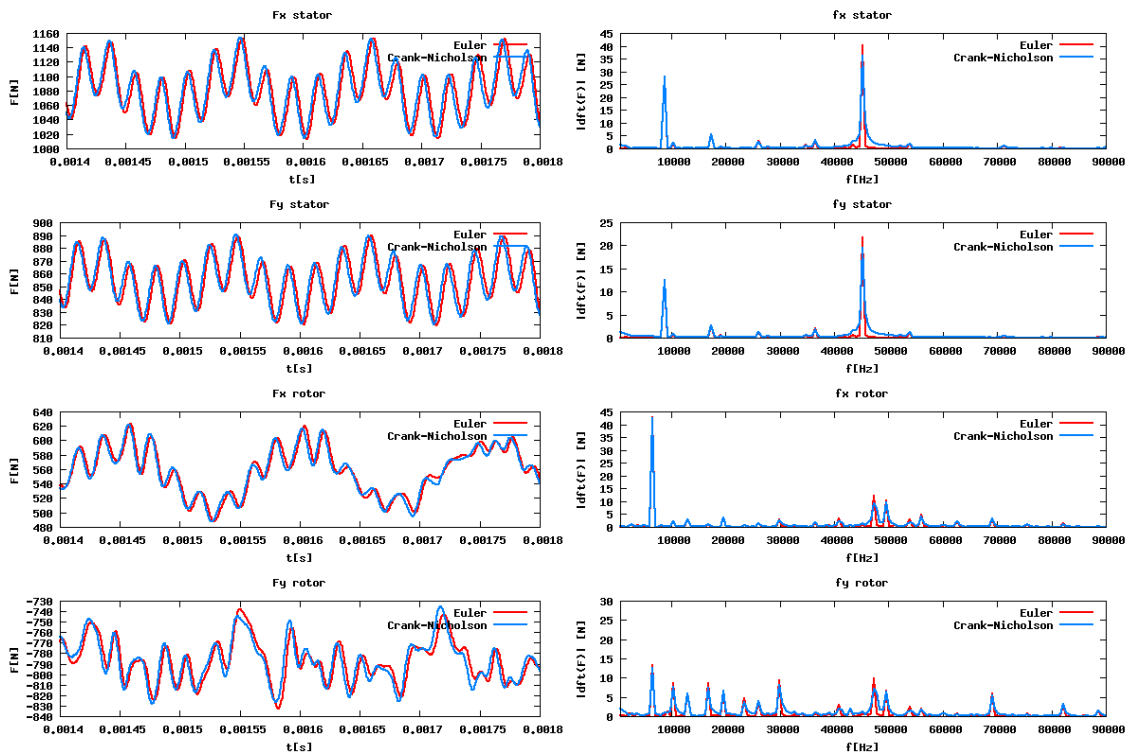 Fx stator
F[N]
1160
1140
1120
1100
1080
1060
1040
1020
1000
Euler
Crank-Nicholson
0.0014 0.00145 0.0015 0.00155 0.0016 0.00165 0.0017 0.00175 0.0018
t[s]
fx stator
|dft(F)| [N]
45
40
35
30
25
20
15
10
5
0
Euler
Crank-Nicholson
10000 20000 30000 40000 50000 60000 70000 80000 90000
f[Hz]
Fy stator
F[N]
900
890
880
870
860
850
840
830
820
810
Euler
Crank-Nicholson
0.0014 0.00145 0.0015 0.00155 0.0016 0.00165 0.0017 0.00175 0.0018
t[s]
fy stator
|dft(F)| [N]
25
20
15
10
5
0
Euler
Crank-Nicholson
10000 20000 30000 40000 50000 60000 70000 80000 90000
f[Hz]
Fx rotor
F[N]
640
620
600
580
560
540
520
500
480
Euler
Crank-Nicholson
0.0014 0.00145 0.0015 0.00155 0.0016 0.00165 0.0017 0.00175 0.0018
t[s]
fx rotor
|dft(F)| [N]
45
40
35
30
25
20
15
10
5
0
Euler
Crank-Nicholson
10000 20000 30000 40000 50000 60000 70000 80000 90000
f[Hz]
Fy rotor
F[N]
-730
-740
-750
-760
-770
-780
-790
-800
-810
-820
-830
-840
Euler
Crank-Nicholson
0.0014 0.00145 0.0015 0.00155 0.0016 0.00165 0.0017 0.00175 0.0018
t[s]
fy rotor
|dft(F)| [N]
30
25
20
15
10
5
0
Euler
Crank-Nicholson
10000 20000 30000 40000 50000 60000 70000 80000 90000
f[Hz]